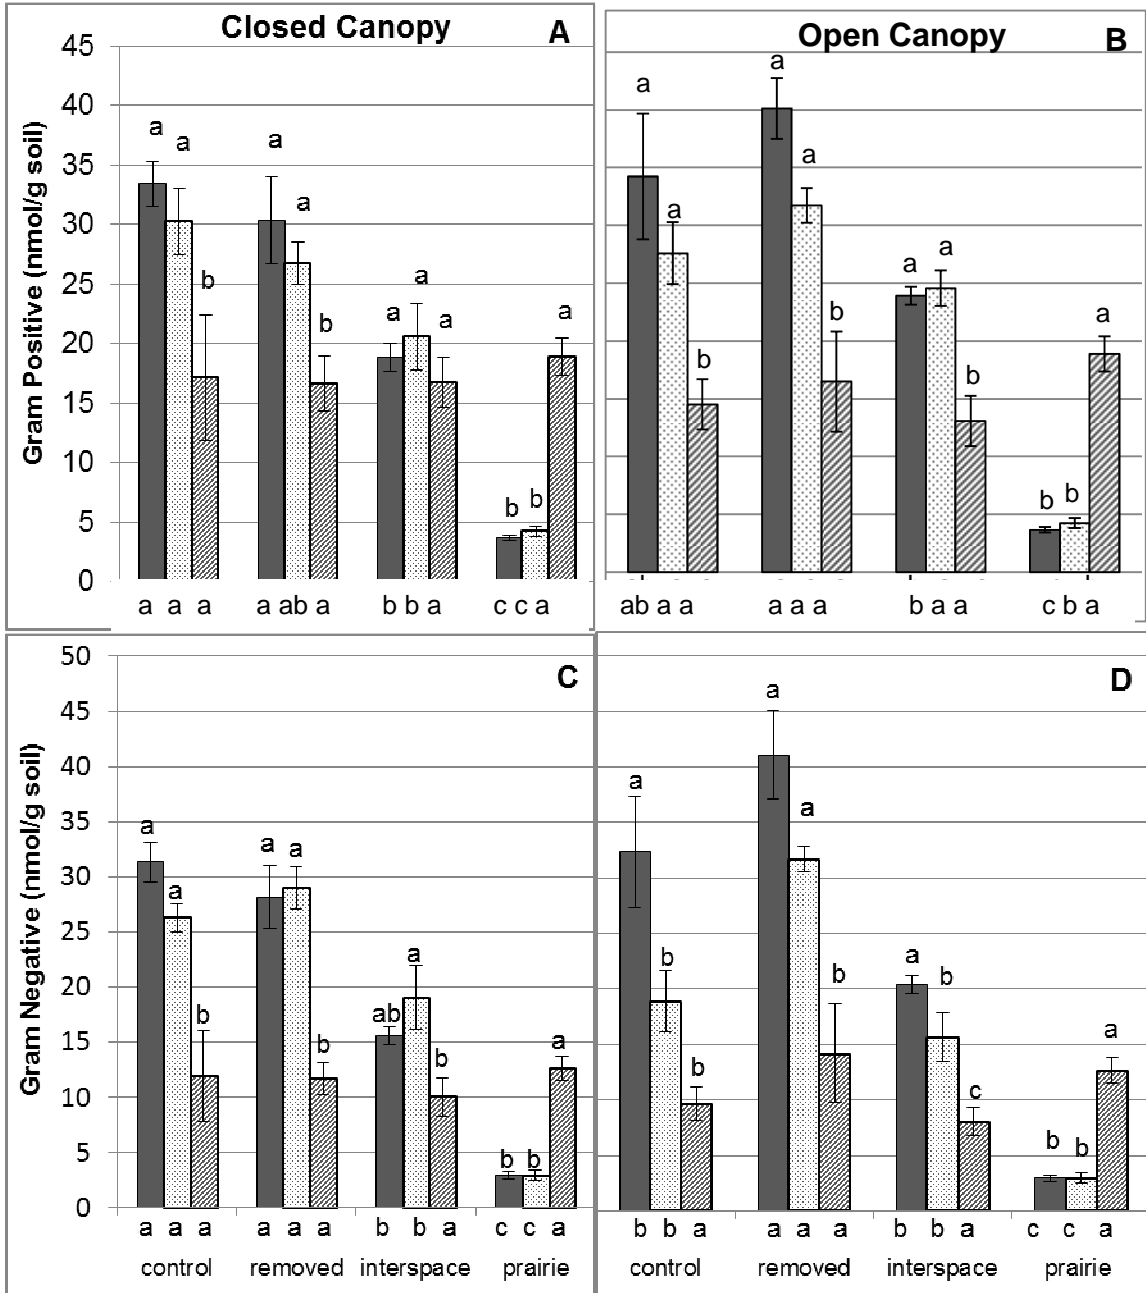 Closed Canopy A
Open Canopy B
Gram Positive (nmol/g soil)
45
40
35
30
25
20
15
10
5
0
a a b
a a b
a a a
b b a
a a a
a ab a
b b a
c c a
a a b
a a b
a a b
b b a
ab a a
a a a
b a a
c b a
C
D
Gram Negative (nmol/g soil)
50
45
40
35
30
25
20
15
10
5
0
a a b
a a b
ab a b
b b a
a a a
a a a
b b a
c c a
control removed interspace prairie
a b b
a a b
a b c
b b a
b b a
a a a
b b a
c c a
control removed interspace prairie